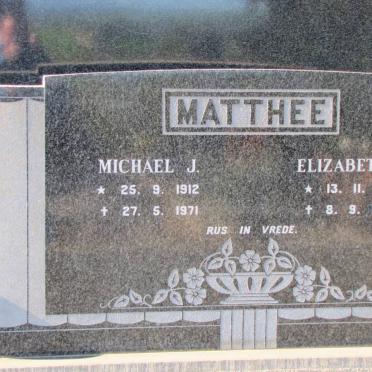 MATTHEE
MICHAEL J. ELIZABET
★ 25. 9. 1912 ★ 13. 11.
† 27. 5. 1971 † 8. 9.
RUS IN VREDE.